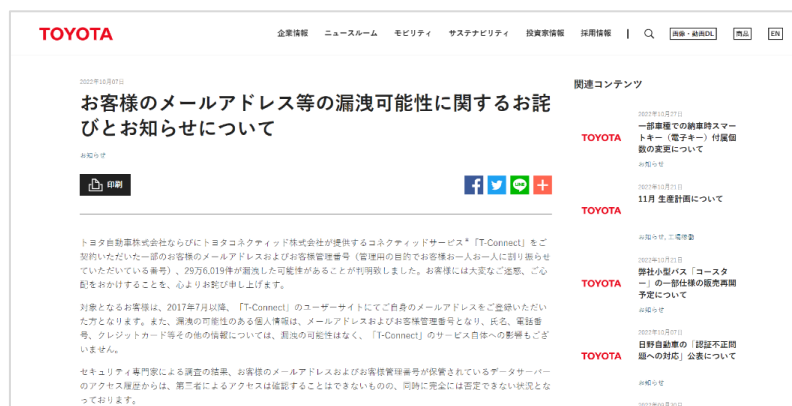 TOYOTA
企業情報 ニュースルーム モビリティ サステナビリティ 投資家情報 採用情報 | 画像・動画DL 商品 EN
2022年10月07日
お客様のメールアドレス等の漏洩可能性に関するお詫
びとお知らせについて
お知らせ
印刷
トヨタ自動車株式会社ならびにトヨタコネクティッド株式会社が提供するコネクティッドサービス*「T-Connect」をご
契約いただいた一部のお客様のメールアドレスおよびお客様管理番号(管理用の目的でお客様お一人お一人に割り振らせ
ていただいている番号)、29万6,019件が漏洩した可能性があることが判明致しました。お客様には大変なご迷惑、ご心
配をおかけすることを、心よりお詫び申し上げます。
対象となるお客様は、2017年7月以降、「T-Connect」のユーザーサイトにてご自身のメールアドレスをご登録いただい
た方となります。また、漏洩の可能性のある個人情報は、メールアドレスおよびお客様管理番号となり、氏名、電話番
号、クレジットカード等その他の情報については、漏洩の可能性はなく、「T-Connect」のサービス自体への影響もござ
いません。
セキュリティ専門家による調査の結果、お客様のメールアドレスおよびお客様管理番号が保管されているデータサーバー
のアクセス履歴からは、第三者によるアクセスは確認することはできないものの、同時に完全には否定できない状況とな
っております。
関連コンテンツ
2022年10月27日
TOYOTA
一部車種での納車時スマー
トキー(電子キー)付属個
数の変更について
お知らせ
2022年10月21日
TOYOTA
11月 生産計画について
お知らせ, 工場稼働
2022年10月21日
TOYOTA
弊社小型バス「コースタ
ー」の一部仕様の販売再開
予定について
お知らせ
2022年10月07日
TOYOTA
日野自動車の「認証不正問
題への対応」公表について
お知らせ